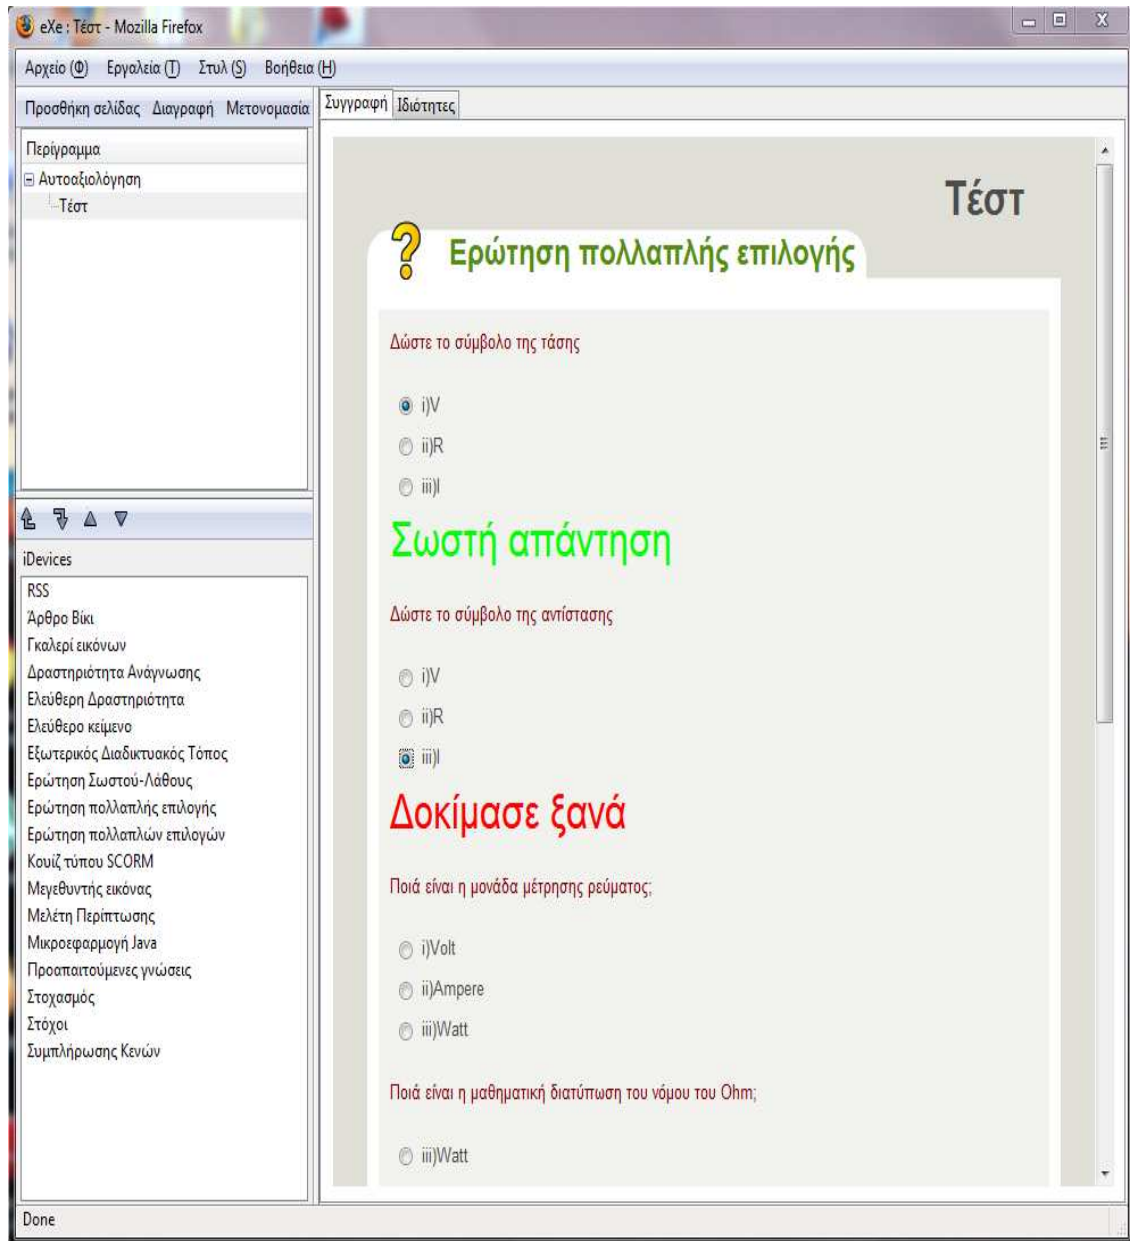 eXe : Τέστ - Mozilla Firefox
Αρχείο (Φ) Εργαλεία (T) Στυλ (S) Βοήθεια (H)
Προσθήκη σελίδας Διαγραφή Μετονομασία
Περίγραμμα
Αυτοαξιολόγηση
Τέστ
iDevices
RSS
Άρθρο Βίκι
Γκαλερί εικόνων
Δραστηριότητα Ανάγνωσης
Ελεύθερη Δραστηριότητα
Ελεύθερο κείμενο
Εξωτερικός Διαδικτυακός Τόπος
Ερώτηση Σωστού-Λάθους
Ερώτηση πολλαπλής επιλογής
Ερώτηση πολλαπλών επιλογών
Κουίζ τύπου SCORM
Μεγεθυντής εικόνας
Μελέτη Περίπτωσης
Μικροεφαρμογή Java
Προαπαιτούμενες γνώσεις
Στοχασμός
Στόχοι
Συμπλήρωσης Κενών
Συγγραφή Ιδιότητες
Τέστ
Ερώτηση πολλαπλής επιλογής
Δώστε το σύμβολο της τάσης
i)V
ii)R
iii)I
Σωστή απάντηση
Δώστε το σύμβολο της αντίστασης
i)V
ii)R
iii)I
Δοκίμασε ξανά
Ποιά είναι η μονάδα μέτρησης ρεύματος;
i)Volt
ii)Ampere
iii)Watt
Ποιά είναι η μαθηματική διατύπωση του νόμου του Ohm;
iii)Watt
Done